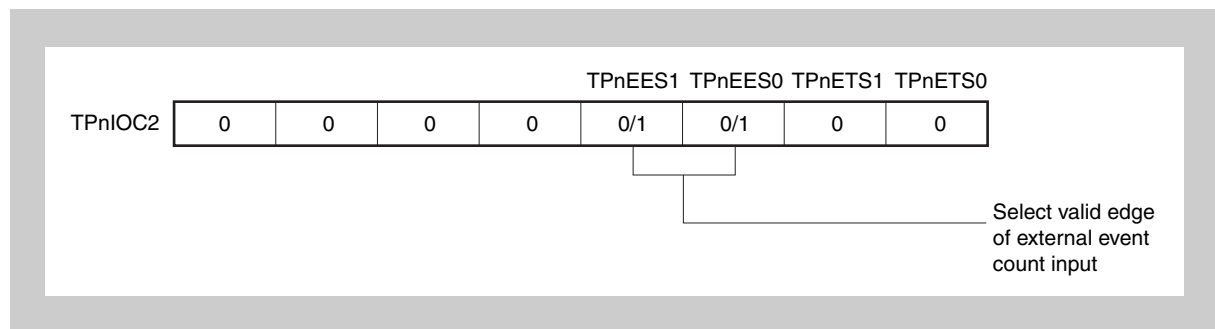 TPnEES1 TPnEES0 TPnETS1 TPnETS0
TPnIOC2 0 0 0 0 0/1 0/1 0 0
Select valid edge
of external event
count input